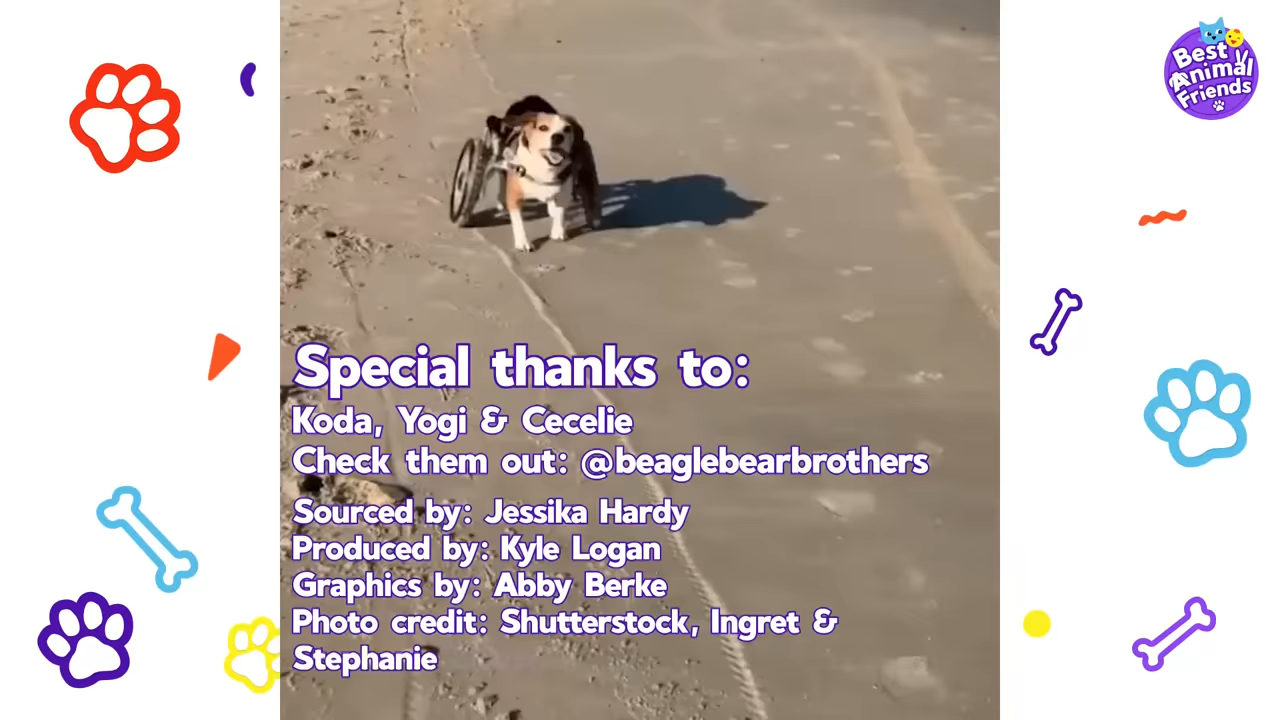 Best
Animal
Friends
Special thanks to:
Koda, Yogi & Cecelie
Check them out: @beaglebearbrothers
Sourced by: Jessika Hardy
Produced by: Kyle Logan
Graphics by: Abby Berke
Photo credit: Shutterstock, Ingret &
Stephanie